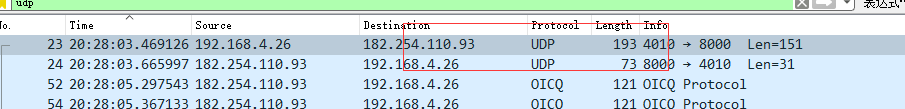 udp
表达式
No. Time Source Destination Protocol Length Info
23 20:28:03.469126 192.168.4.26 182.254.110.93 UDP 193 4010 → 8000 Len=151
24 20:28:03.665997 182.254.110.93 192.168.4.26 UDP 73 8000 → 4010 Len=31
52 20:28:05.297543 182.254.110.93 192.168.4.26 OICQ 121 OICQ Protocol
54 20:28:05.367133 182.254.110.93 192.168.4.26 OICQ 121 OICQ Protocol